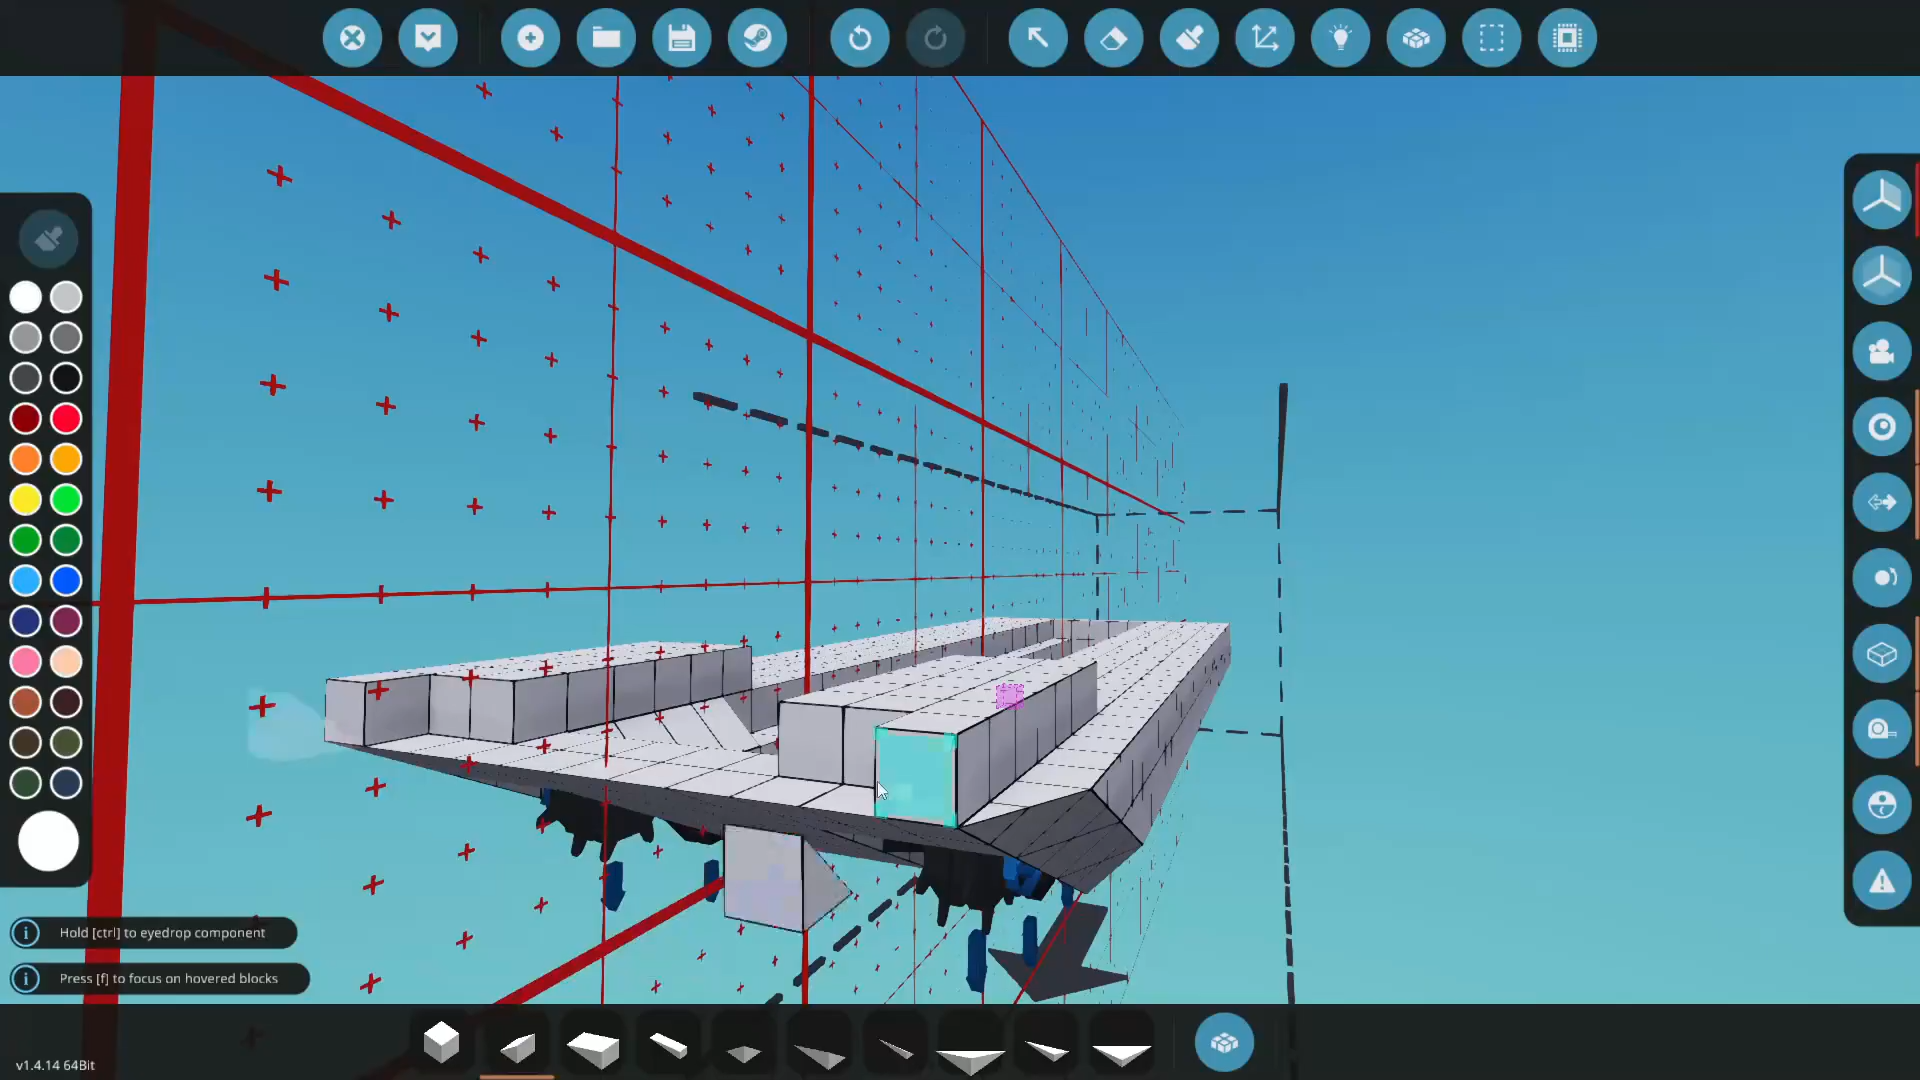 Hold [ctrl] to eyedrop component
Press [f] to focus on hovered blocks
v1.4.14 64Bit